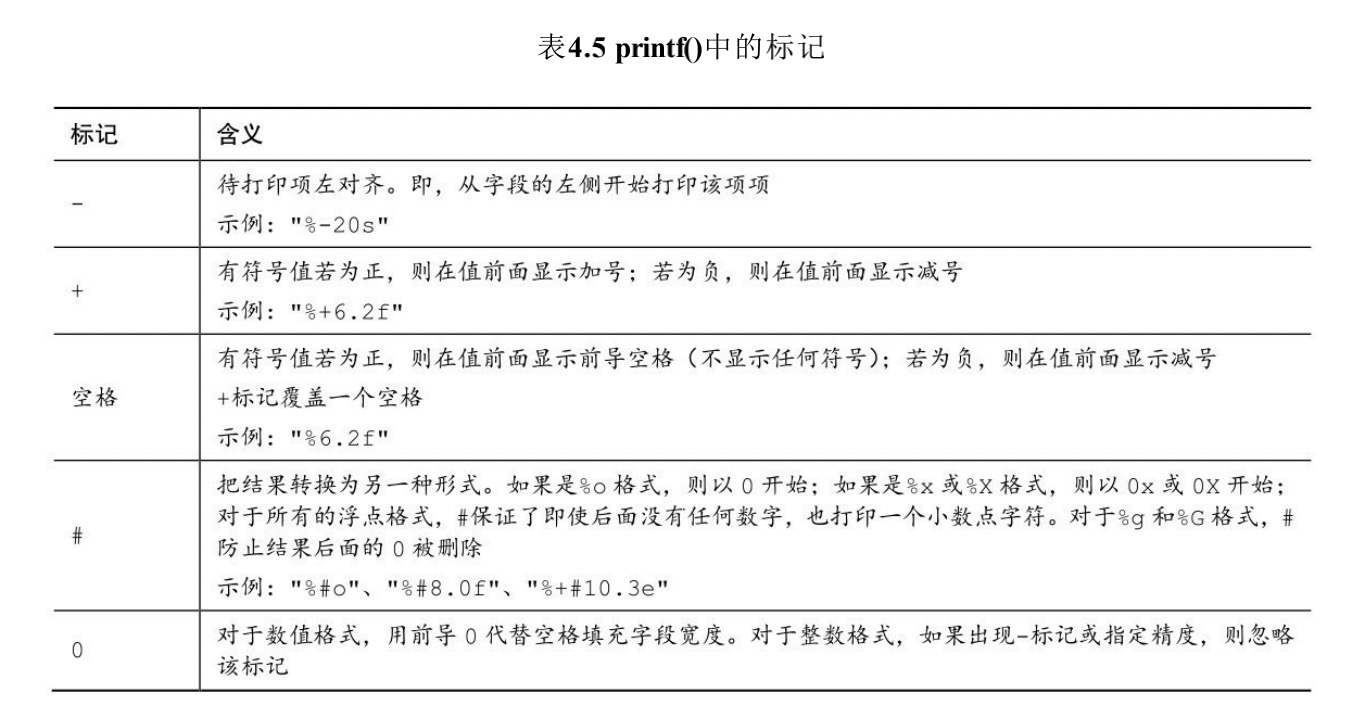 表4.5 printf()中的标记
标记 含义
- 待打印项左对齐。即，从字段的左侧开始打印该项项
示例："%-20s"
+ 有符号值若为正，则在值前面显示加号；若为负，则在值前面显示减号
示例："%+6.2f"
空格 有符号值若为正，则在值前面显示前导空格（不显示任何符号）；若为负，则在值前面显示减号
+标记覆盖一个空格
示例："%6.2f"
# 把结果转换为另一种形式。如果是%o 格式，则以 0 开始；如果是%x 或%X 格式，则以 0x 或 0X 开始；
对于所有的浮点格式，#保证了即使后面没有任何数字，也打印一个小数点字符。对于%g 和%G 格式，#
防止结果后面的 0 被删除
示例："%#o"、"%#8.0f"、"%+#10.3e"
0 对于数值格式，用前导 0 代替空格填充字段宽度。对于整数格式，如果出现-标记或指定精度，则忽略
该标记